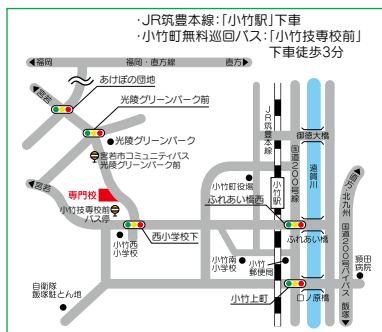 ・JR筑豊本線:「小竹駅」下車
・小竹町無料巡回バス:「小竹技専校前」
下車徒歩3分
福岡
福岡・直方線
直方
宮若
あけぼの団地
光陵グリーンパーク前
光陵グリーンパーク
宮若市コミュニティバス
光陵グリーンパーク前
宮若
専門校
小竹技専校前
バス停
西小学校下
小竹西
小学校
自衛隊
飯塚駐とん地
JR筑豊本線
小竹町役場
ふれあい橋西
小竹駅
国道200号線
御徳大橋
遠賀川
ふれあい橋
小竹南
小学校
小竹
郵便局
小竹上町
口ノ原橋
直方・北九州
国道200号バイパス
飯塚
頴田
病院